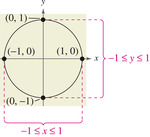 y
(0, 1)
(−1, 0)
(1, 0)
x
−1 ≤ y ≤ 1
(0, −1)
−1 ≤ x ≤ 1